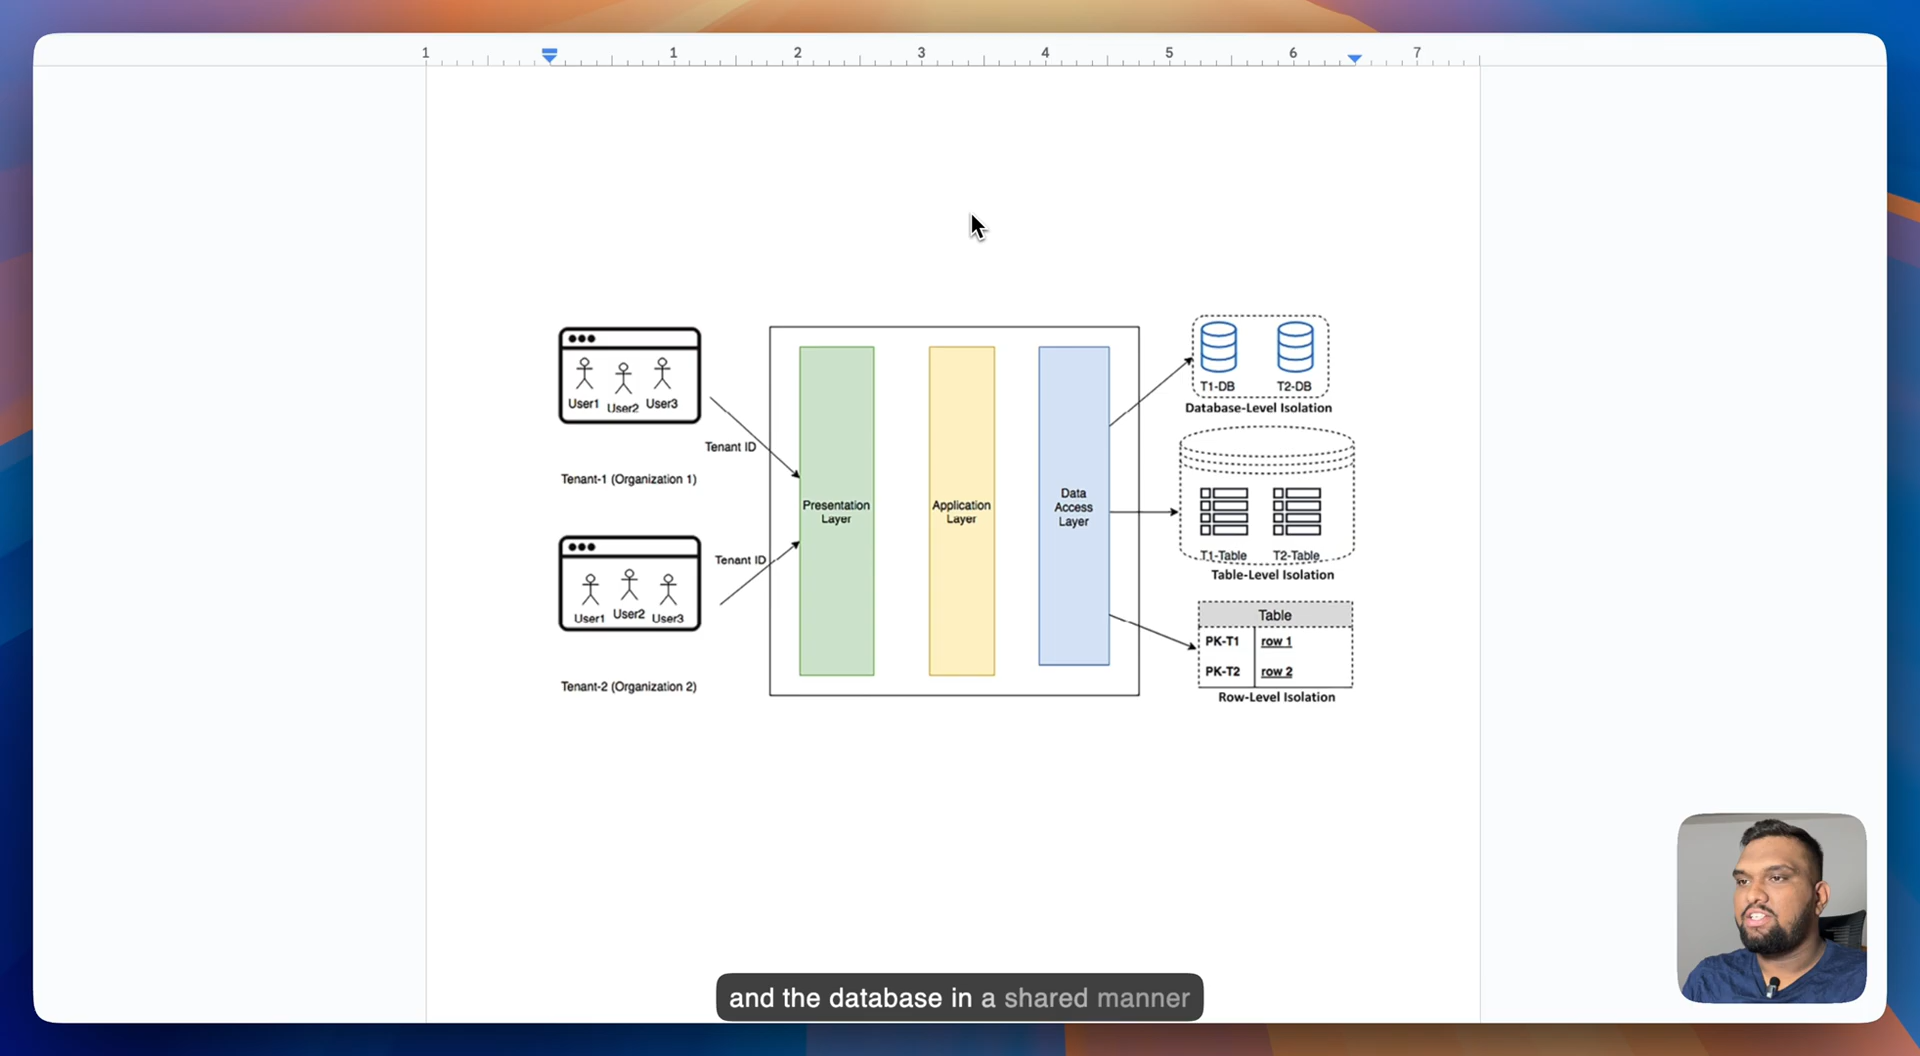 1 1 2 3 4 5 6 7
User1 User2 User3
Tenant ID
Tenant-1 (Organization 1)
User1 User2 User3
Tenant ID
Tenant-2 (Organization 2)
Presentation
Layer
Application
Layer
Data
Access
Layer
T1-DB T2-DB
Database-Level Isolation
T1-Table T2-Table
Table-Level Isolation
Table
PK-T1 row 1
PK-T2 row 2
Row-Level Isolation
and the database in a shared manner